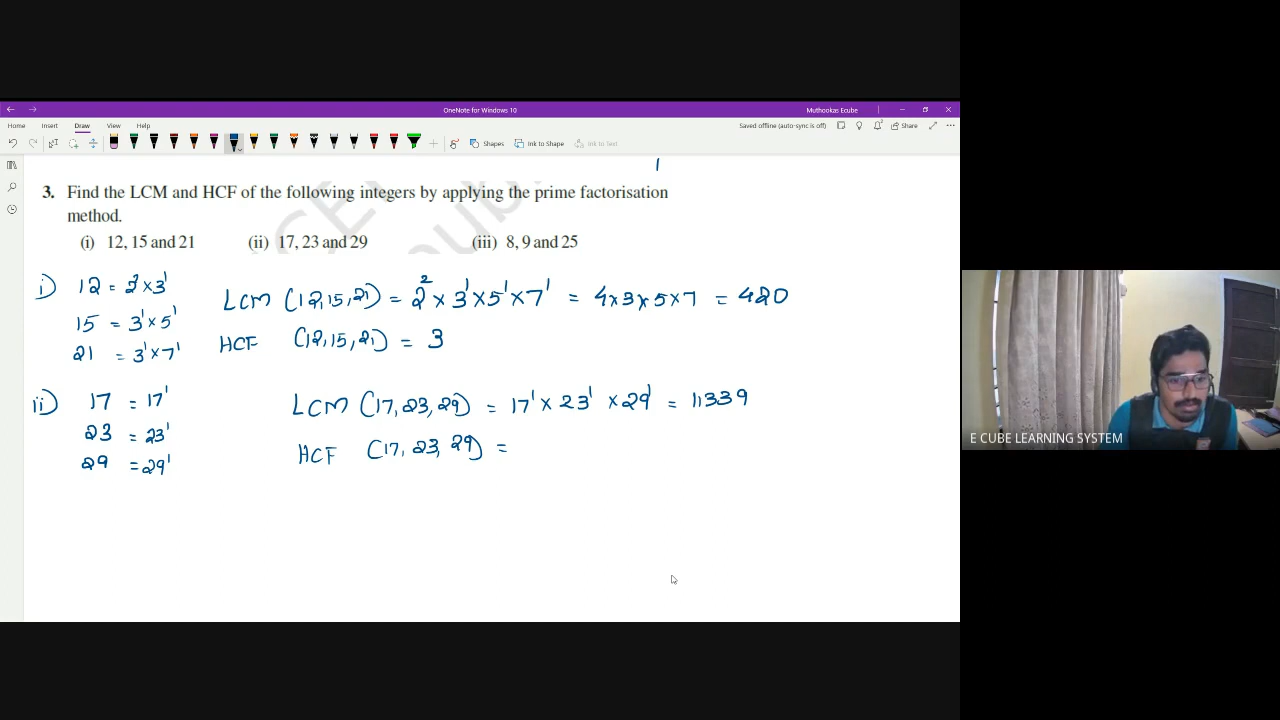 OneNote for Windows 10
Muthookas Ecube
Home Insert Draw View Help
Saved offline (auto-sync is off)
Share
Shapes
Ink to Shape
Ink to Text
3. Find the LCM and HCF of the following integers by applying the prime factorisation
method.
(i) 12, 15 and 21 (ii) 17, 23 and 29 (iii) 8, 9 and 25
i) 12 = 2² × 3¹
LCM (12, 15, 21) = 2² × 3¹ × 5¹ × 7¹ = 4 × 3 × 5 × 7 = 420
15 = 3¹ × 5¹
HCF (12, 15, 21) = 3
21 = 3¹ × 7¹
ii) 17 = 17¹
LCM (17, 23, 29) = 17¹ × 23¹ × 29¹ = 11339
23 = 23¹
HCF (17, 23, 29) =
29 = 29¹
E CUBE LEARNING SYSTEM